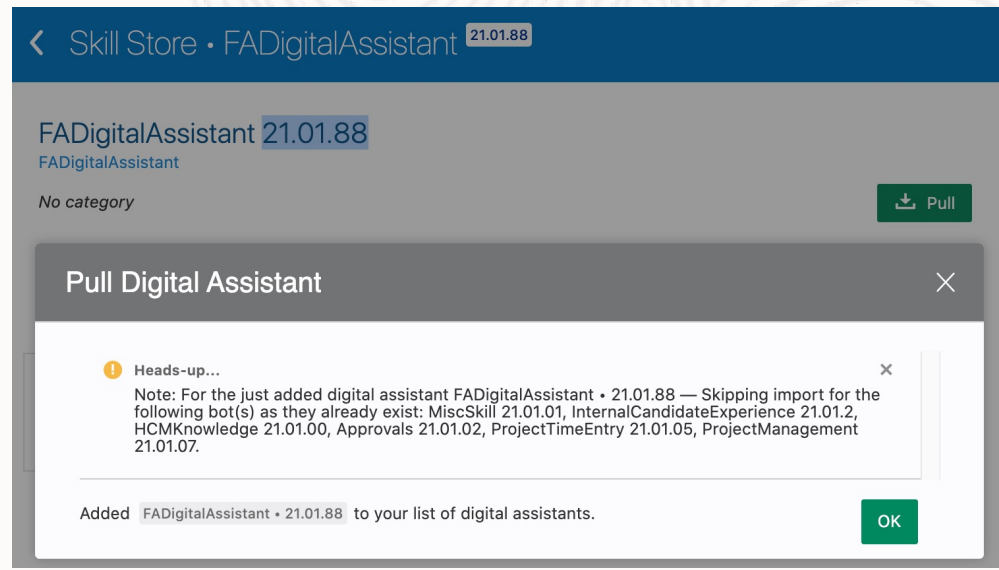 Skill Store • FADigitalAssistant 21.01.88
FADigitalAssistant 21.01.88
FADigitalAssistant
No category
Pull
Pull Digital Assistant
Heads-up...
Note: For the just added digital assistant FADigitalAssistant • 21.01.88 — Skipping import for the
following bot(s) as they already exist: MiscSkill 21.01.01, InternalCandidateExperience 21.01.2,
HCMKnowledge 21.01.00, Approvals 21.01.02, ProjectTimeEntry 21.01.05, ProjectManagement
21.01.07.
Added FADigitalAssistant • 21.01.88 to your list of digital assistants.
OK